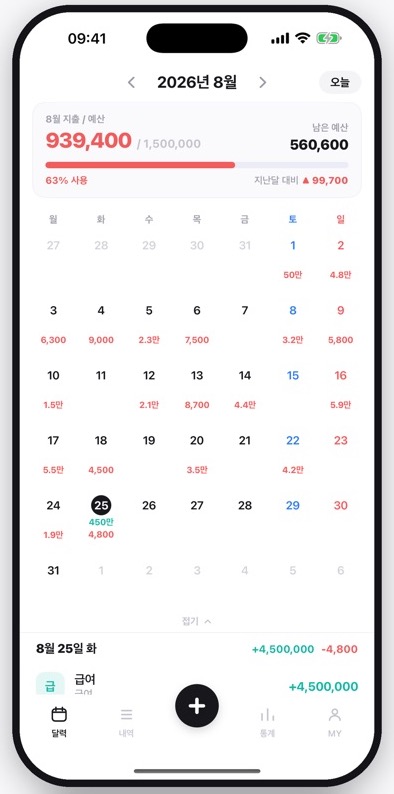 09:41
2026년 8월
오늘
8월 지출 / 예산
939,400 / 1,500,000
남은 예산
560,600
63% 사용
지난달 대비 ▲ 99,700
월 화 수 목 금 토 일
27 28 29 30 31 1 2
50만 4.8만
3 4 5 6 7 8 9
6,300 9,000 2.3만 7,500 3.2만 5,800
10 11 12 13 14 15 16
1.5만 2.1만 8,700 4.4만 5.9만
17 18 19 20 21 22 23
5.5만 4,500 3.5만 4.2만
24 25 26 27 28 29 30
450만
1.9만 4,800
31 1 2 3 4 5 6
접기
8월 25일 화 +4,500,000 -4,800
급 급여 +4,500,000
급여
달력 내역 통계 MY